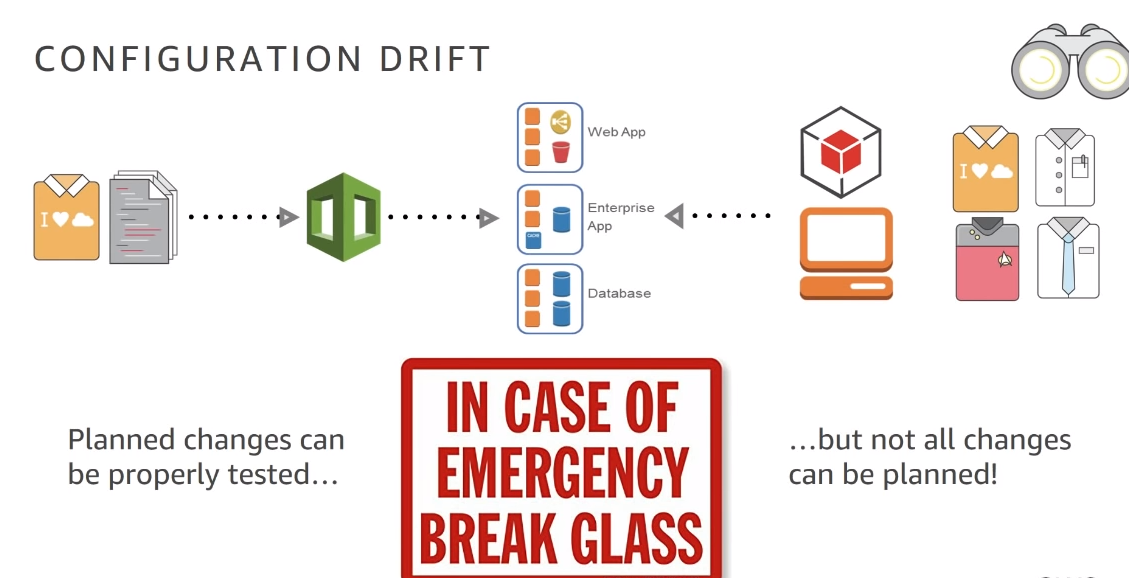 CONFIGURATION DRIFT
I
Web App
Enterprise
App
Database
I
IN CASE OF
EMERGENCY
BREAK GLASS
Planned changes can
be properly tested…
…but not all changes
can be planned!